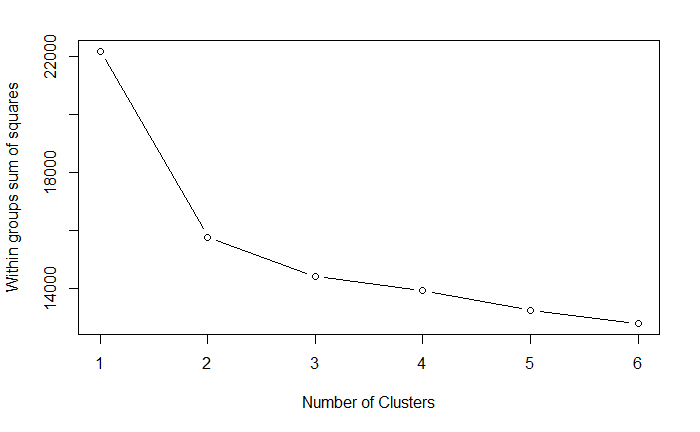 Within groups sum of squares
22000
18000
14000
1 2 3 4 5 6
Number of Clusters